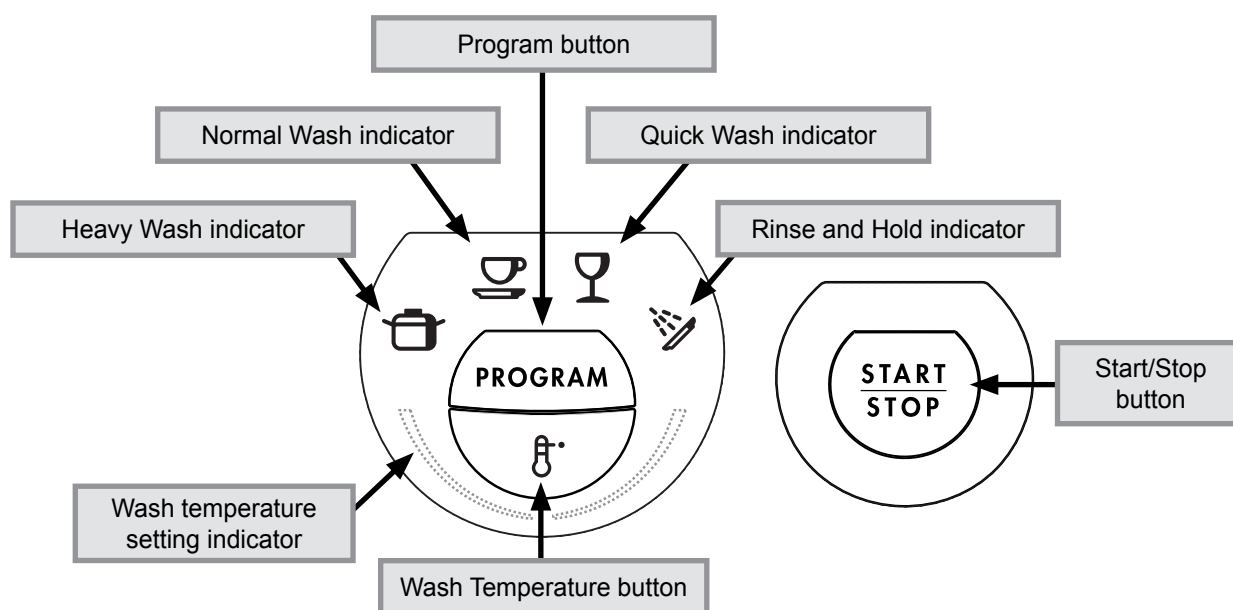 Program button
Normal Wash indicator
Quick Wash indicator
Heavy Wash indicator
Rinse and Hold indicator
PROGRAM
START
STOP
Start/Stop
button
Wash temperature
setting indicator
Wash Temperature button